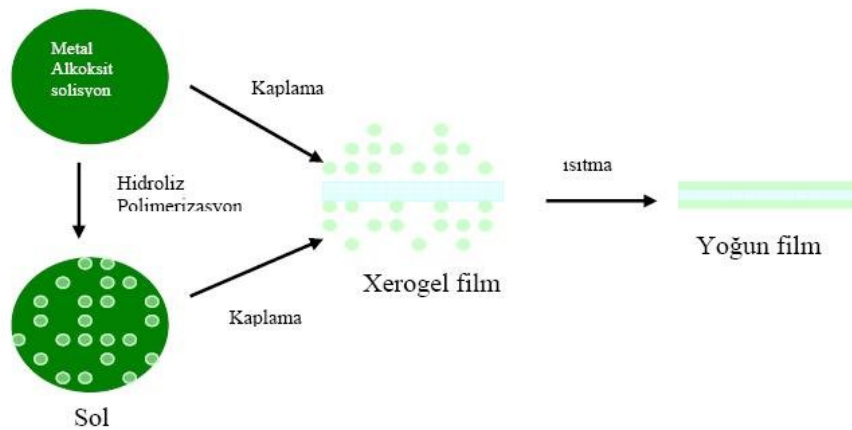 Metal
Alkoksit
solisyon
Kaplama
Hidroliz
Polimerizasyon
ısıtma
Xerogel film
Yoğun film
Kaplama
Sol